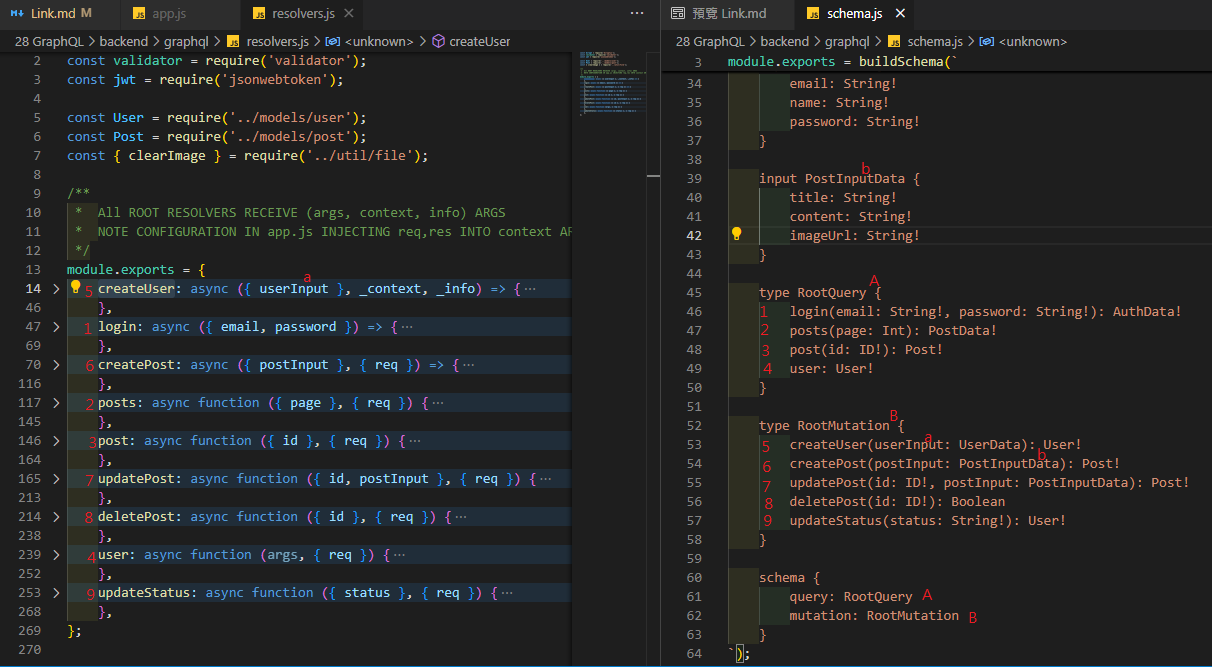 Link.md M
app.js
resolvers.js
28 GraphQL > backend > graphql > resolvers.js > <unknown> > createUser
2 const validator = require('validator');
3 const jwt = require('jsonwebtoken');
4
5 const User = require('../models/user');
6 const Post = require('../models/post');
7 const { clearImage } = require('../util/file');
8
9 /**
10 * All ROOT RESOLVERS RECEIVE (args, context, info) ARGS
11 * NOTE CONFIGURATION IN app.js INJECTING req,res INTO context AR
12 */
13 module.exports = {
a
14 5 createUser: async ({ userInput }, _context, _info) => {⋯
46 },
47 1 login: async ({ email, password }) => {⋯
69 },
70 6 createPost: async ({ postInput }, { req }) => {⋯
116 },
117 2 posts: async function ({ page }, { req }) {⋯
145 },
146 3 post: async function ({ id }, { req }) {⋯
164 },
165 7 updatePost: async function ({ id, postInput }, { req }) {⋯
213 },
214 8 deletePost: async function ({ id }, { req }) {⋯
238 },
239 4 user: async function (args, { req }) {⋯
252 },
253 9 updateStatus: async function ({ status }, { req }) {⋯
268 },
269 };
270
預覽 Link.md
schema.js
28 GraphQL > backend > graphql > schema.js > <unknown>
3 module.exports = buildSchema(`
34 email: String!
35 name: String!
36 password: String!
37 }
38
b
39 input PostInputData {
40 title: String!
41 content: String!
42 imageUrl: String!
43 }
44
A
45 type RootQuery {
46 1 login(email: String!, password: String!): AuthData!
47 2 posts(page: Int): PostData!
48 3 post(id: ID!): Post!
49 4 user: User!
50 }
51
B
52 type RootMutation {
a
53 5 createUser(userInput: UserData): User!
b
54 6 createPost(postInput: PostInputData): Post!
55 7 updatePost(id: ID!, postInput: PostInputData): Post!
56 8 deletePost(id: ID!): Boolean
57 9 updateStatus(status: String!): User!
58 }
59
60 schema {
61 query: RootQuery A
62 mutation: RootMutation B
63 }
64 `);